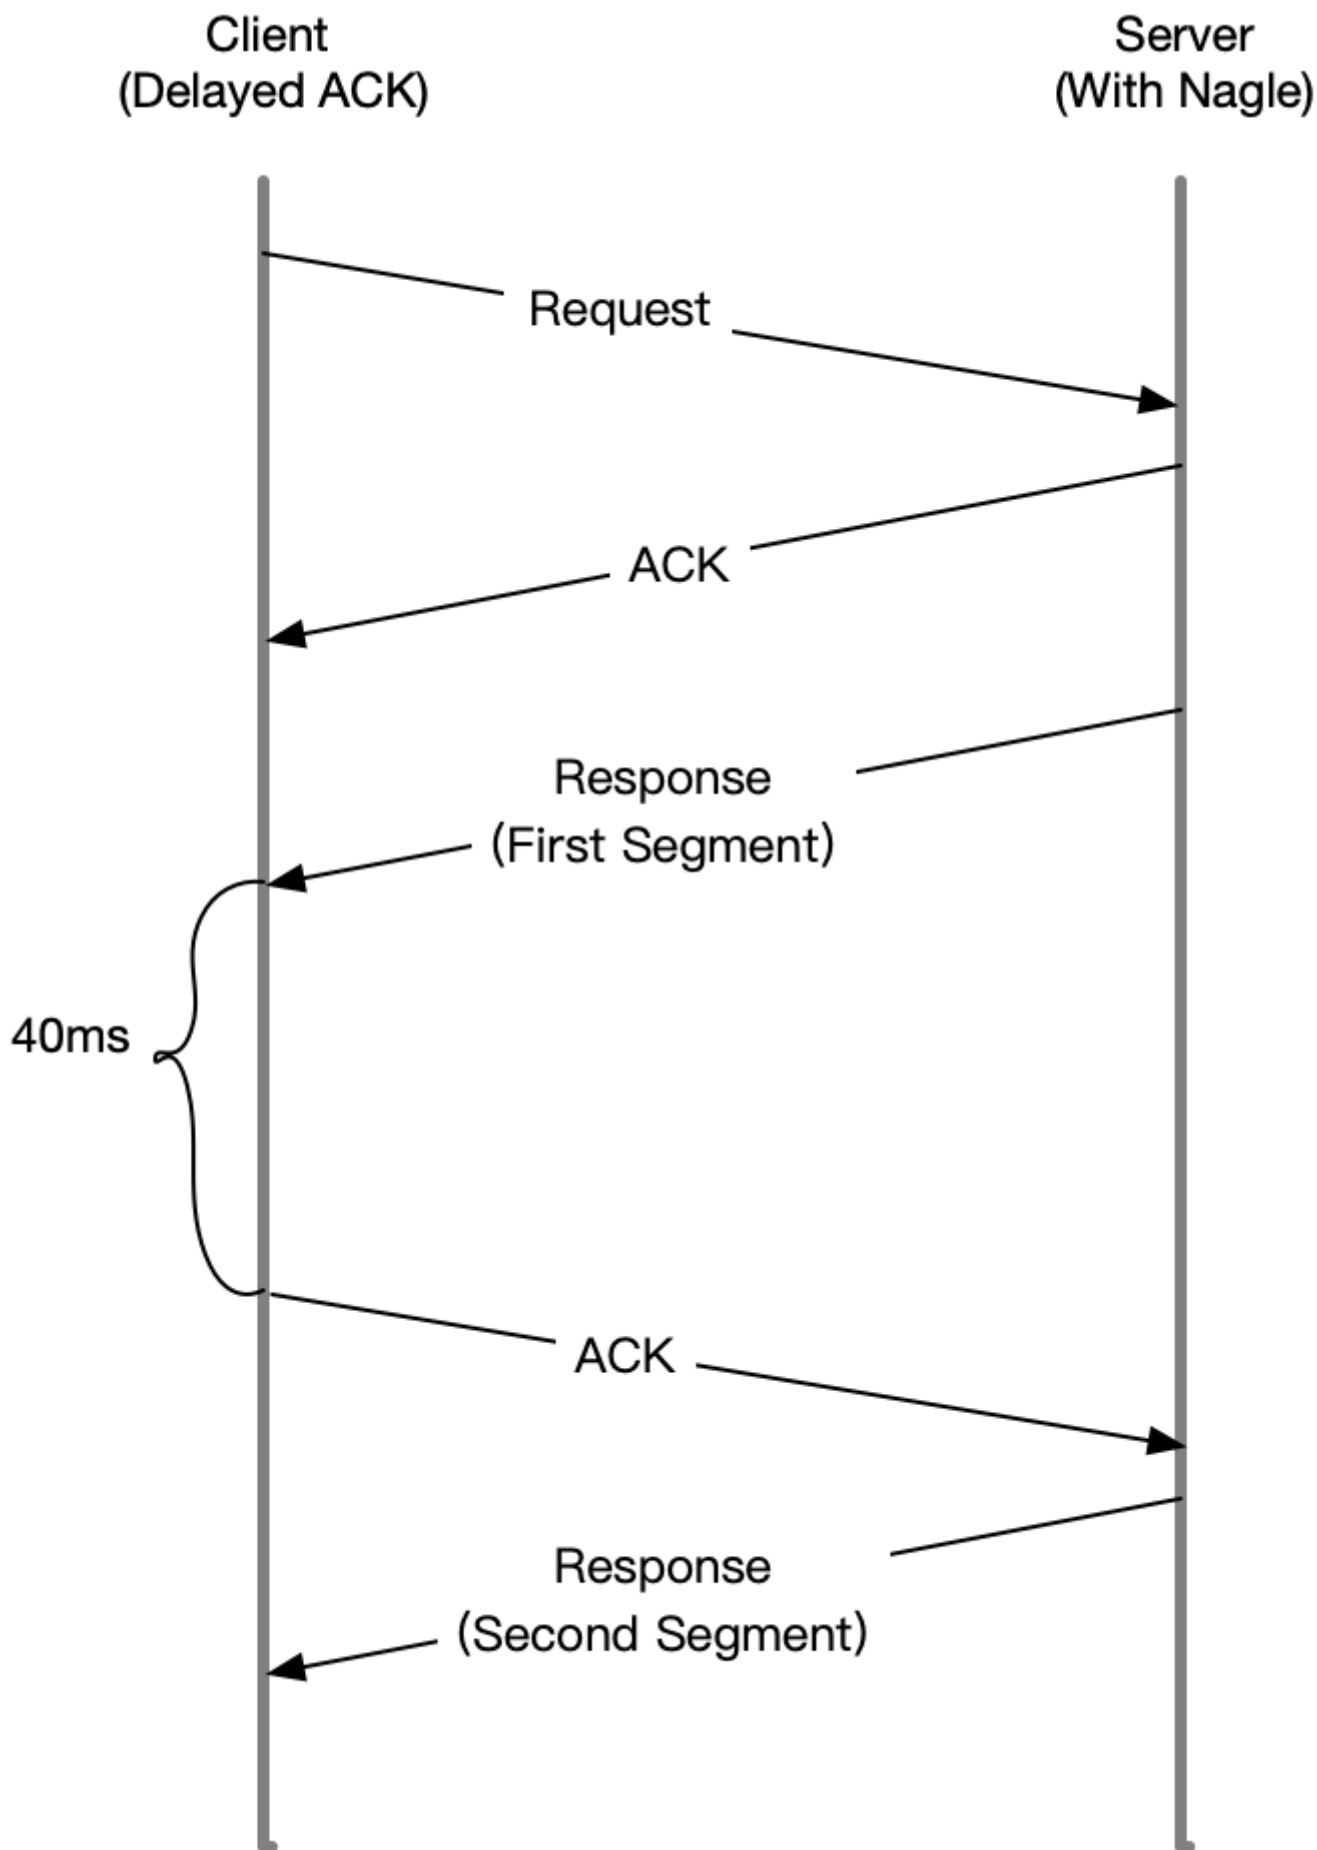 Client
(Delayed ACK)
Server
(With Nagle)
Request
ACK
Response
(First Segment)
40ms
ACK
Response
(Second Segment)